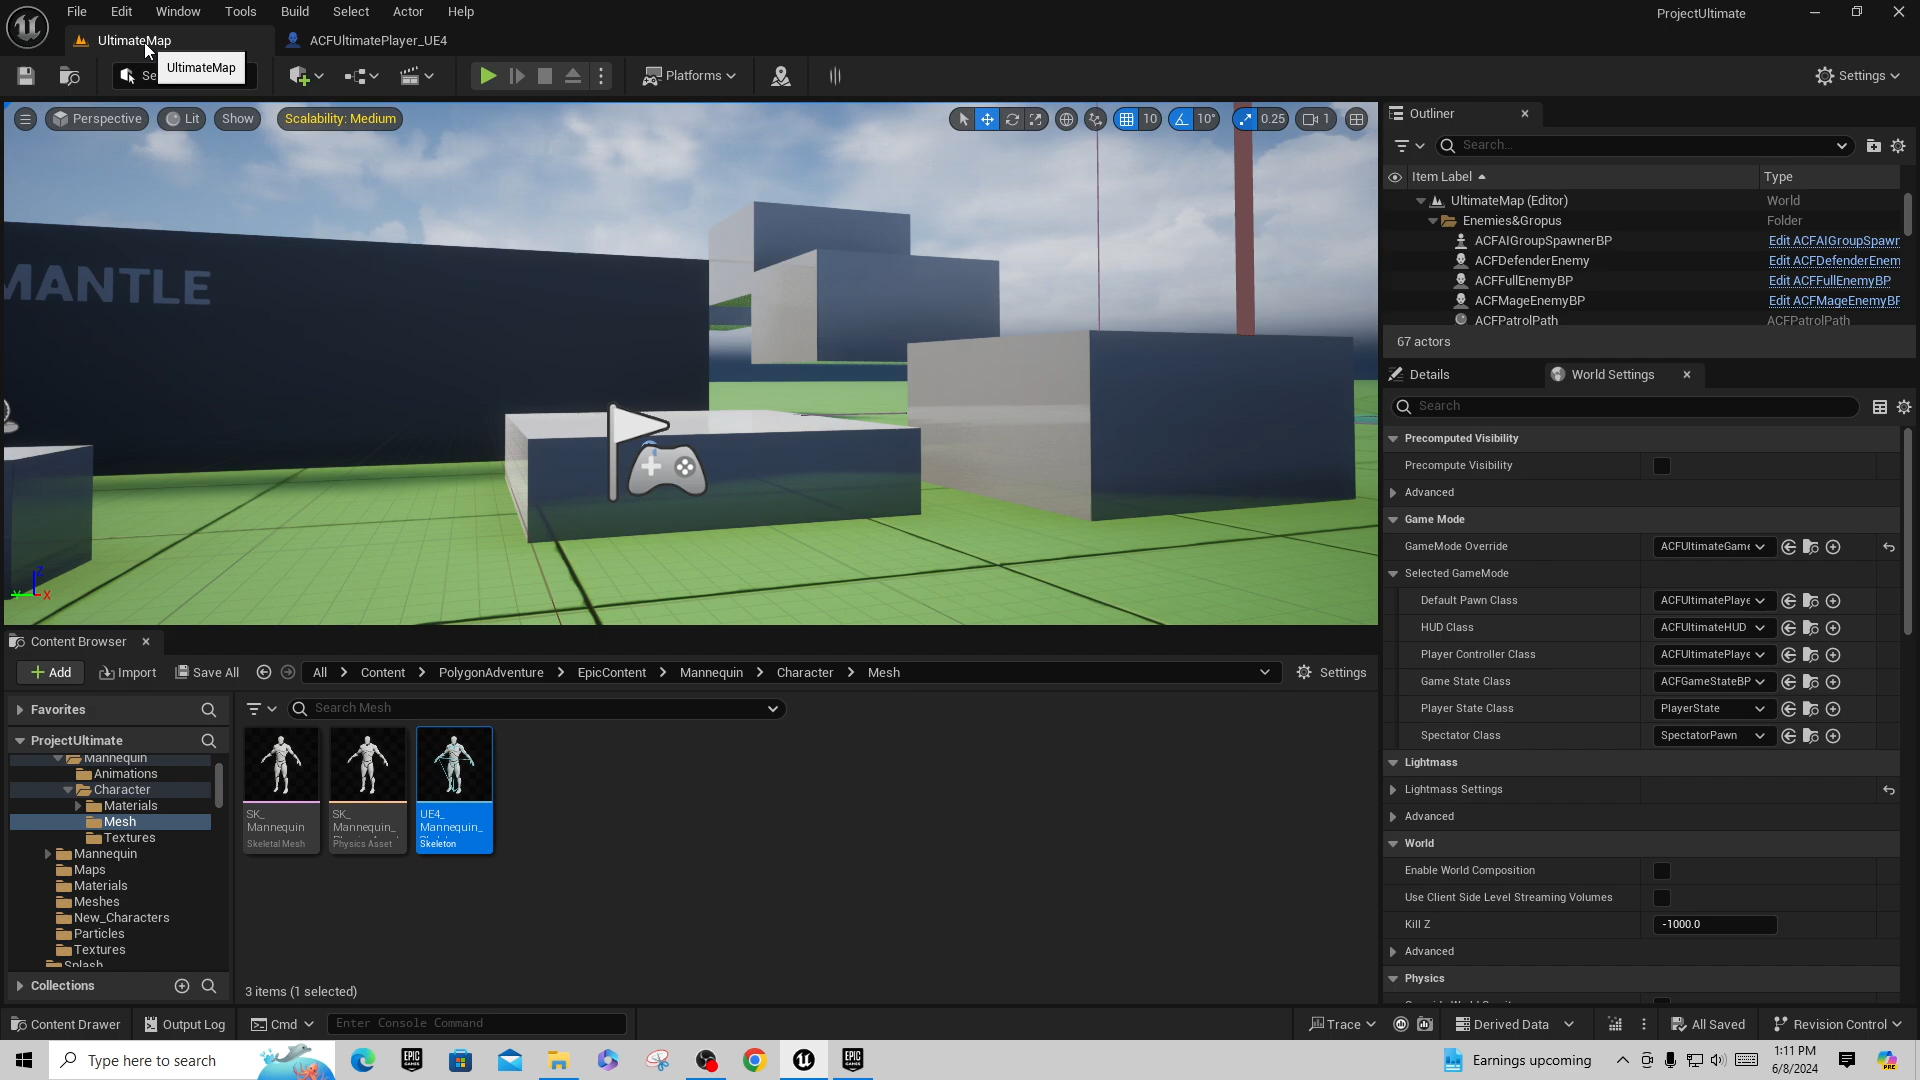 File Edit Window Tools Build Select Actor Help
ProjectUltimate
UltimateMap
ACFUltimatePlayer_UE4
Se
UltimateMap
Platforms
Settings
Perspective Lit Show Scalability: Medium
10 10° 0.25 1
MANTLE
Outliner
Search...
Item Label Type
UltimateMap (Editor) World
Enemies&Gropus Folder
ACFAIGroupSpawnerBP Edit ACFAIGroupSpawr
ACFDefenderEnemy Edit ACFDefenderEnem
ACFFullEnemyBP Edit ACFFullEnemyBP
ACFMageEnemyBP Edit ACFMageEnemyBF
ACFPatrolPath ACFPatrolPath
67 actors
Details World Settings
Search
Precomputed Visibility
Precompute Visibility
Advanced
Game Mode
GameMode Override ACFUltimateGame
Selected GameMode
Default Pawn Class ACFUltimatePlaye
HUD Class ACFUltimateHUD
Player Controller Class ACFUltimatePlaye
Game State Class ACFGameStateBP
Player State Class PlayerState
Spectator Class SpectatorPawn
Lightmass
Lightmass Settings
Advanced
World
Enable World Composition
Use Client Side Level Streaming Volumes
Kill Z -1000.0
Advanced
Physics
Content Browser
Add Import Save All All Content PolygonAdventure EpicContent Mannequin Character Mesh Settings
Favorites
Search Mesh
ProjectUltimate
Mannequin
Animations
Character
Materials
Mesh
Textures
Mannequin
Maps
Materials
Meshes
New_Characters
Particles
Textures
Splash
Collections
SK_
Mannequin
Skeletal Mesh
SK_
Mannequin_
Physics Asset
UE4_
Mannequin_
Skeleton
3 items (1 selected)
Content Drawer Output Log Cmd Enter Console Command Trace Derived Data All Saved Revision Control
Type here to search
EPIC
GAMES
EPIC
GAMES
Earnings upcoming
1:11 PM
6/8/2024
PRE